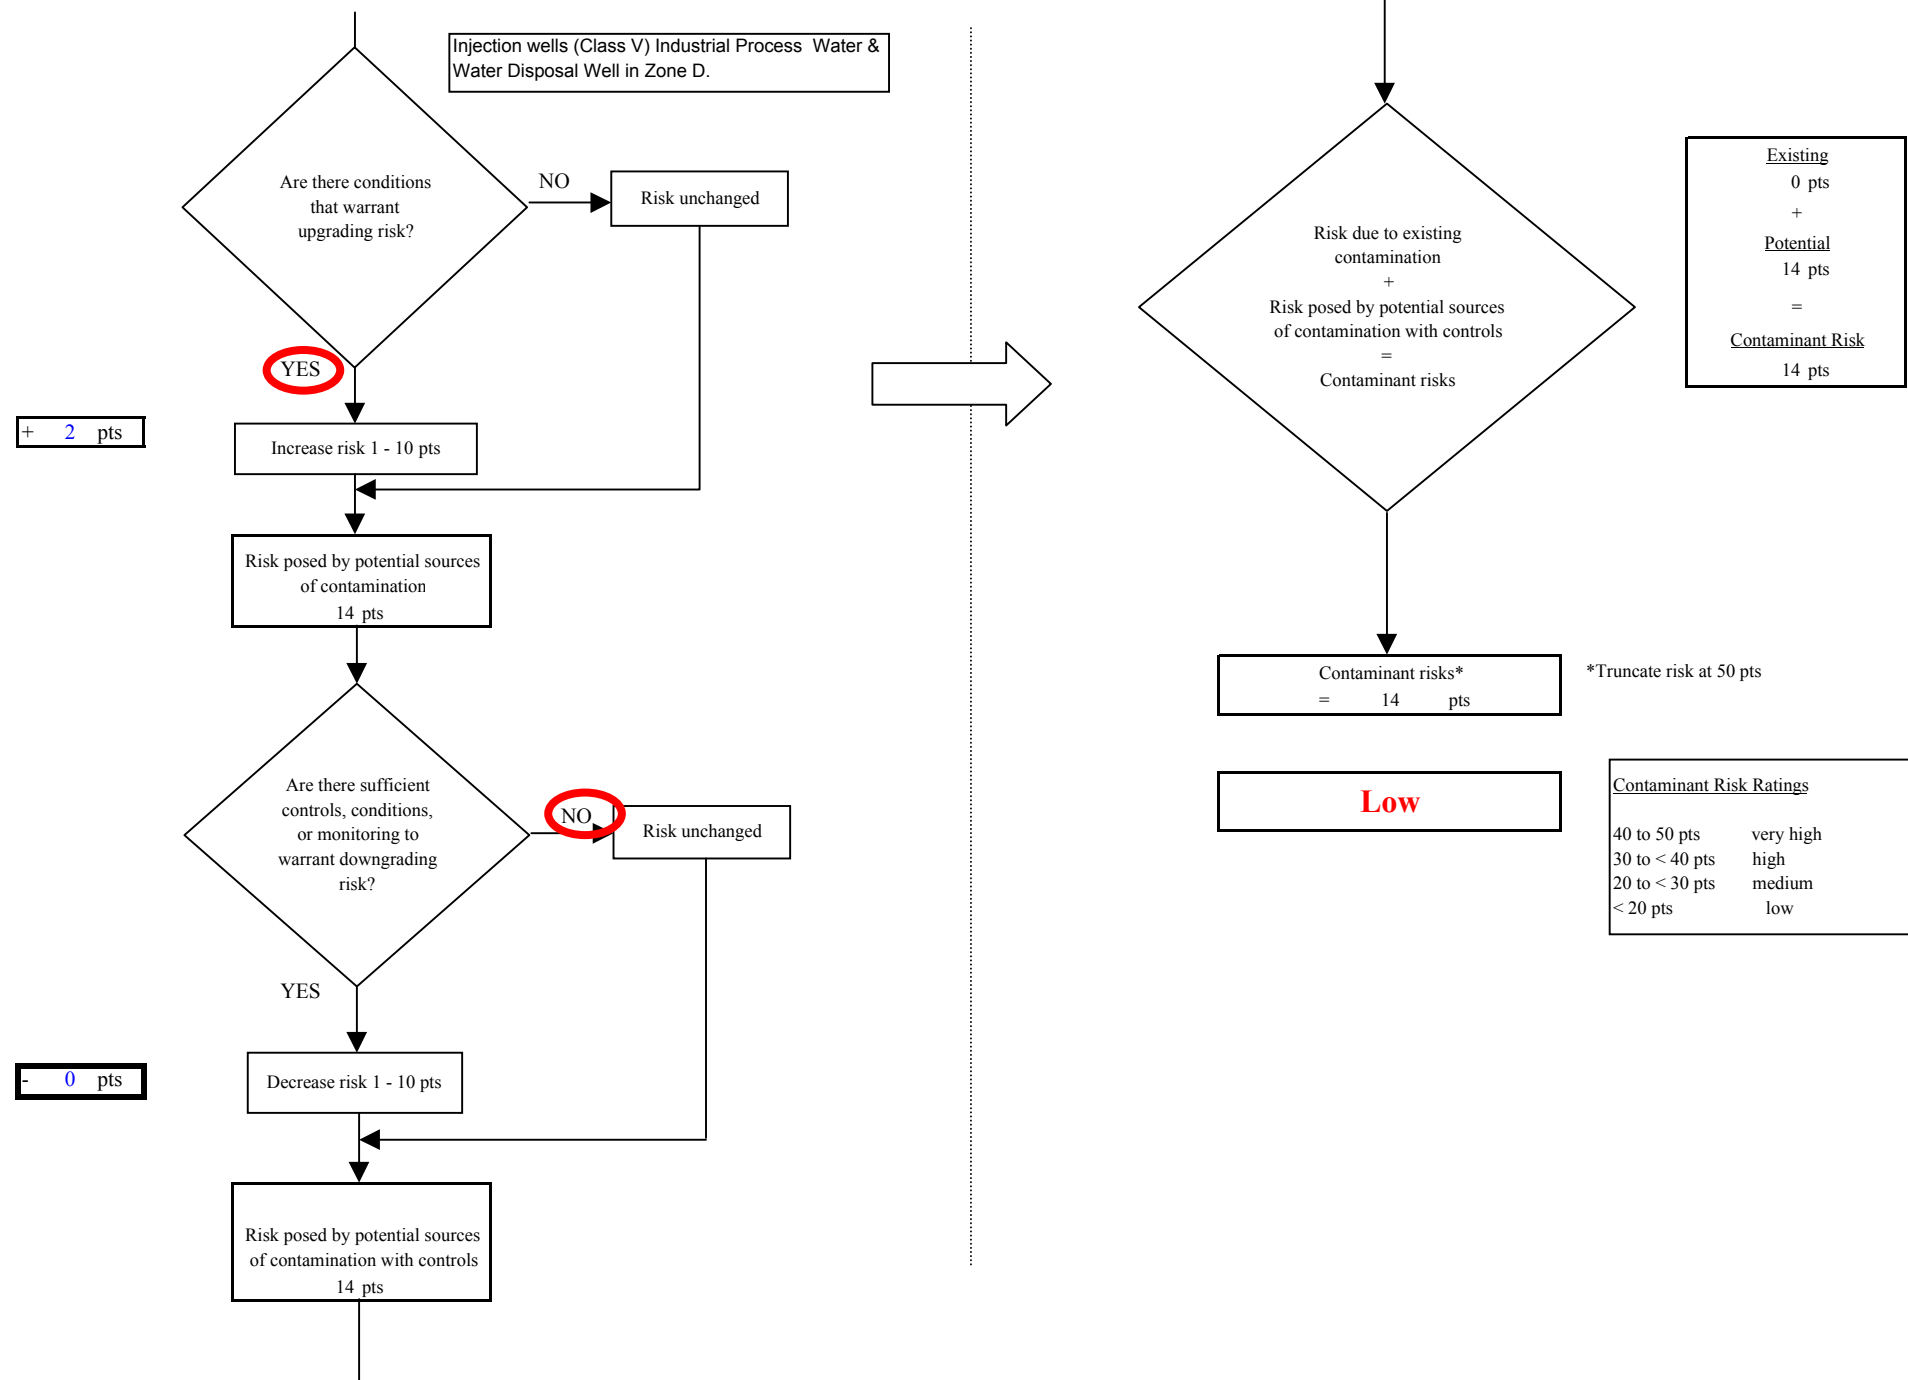 Injection wells (Class V) Industrial Process Water &
Water Disposal Well in Zone D.
Are there conditions
that warrant
upgrading risk?
NO
Risk unchanged
YES
+ 2 pts
Increase risk 1 - 10 pts
Risk posed by potential sources
of contamination
14 pts
Are there sufficient
controls, conditions,
or monitoring to
warrant downgrading
risk?
NO
Risk unchanged
YES
- 0 pts
Decrease risk 1 - 10 pts
Risk posed by potential sources
of contamination with controls
14 pts
Risk due to existing
contamination
+
Risk posed by potential sources
of contamination with controls
=
Contaminant risks
Existing
0 pts
+
Potential
14 pts
=
Contaminant Risk
14 pts
Contaminant risks*
= 14 pts
*Truncate risk at 50 pts
Low
Contaminant Risk Ratings
40 to 50 pts very high
30 to < 40 pts high
20 to < 30 pts medium
< 20 pts low